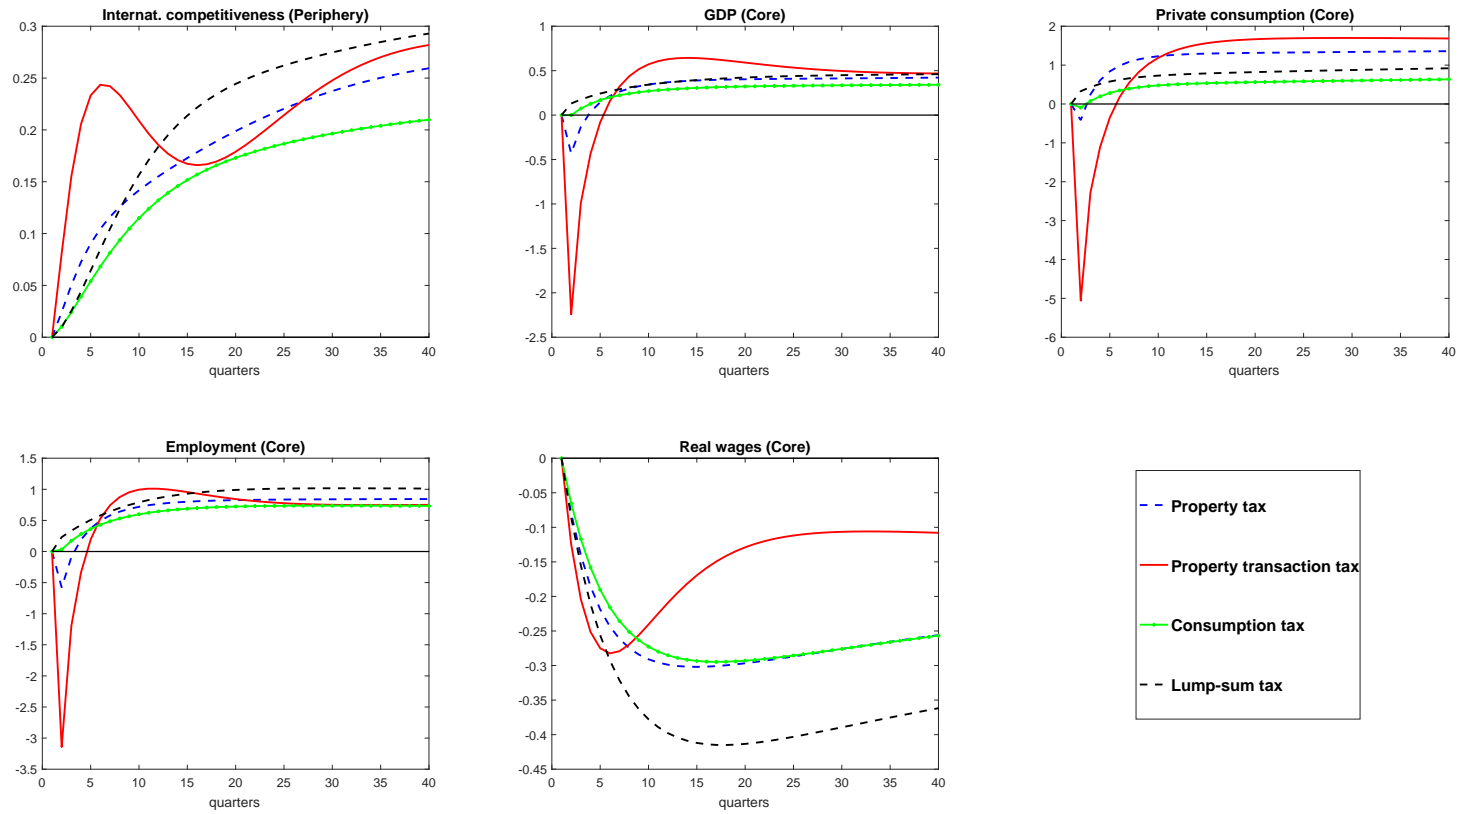 Internat. competitiveness (Periphery)
0.3
0.25
0.2
0.15
0.1
0.05
0
0 5 10 15 20 25 30 35 40
quarters
GDP (Core)
1
0.5
0
-0.5
-1
-1.5
-2
-2.5
0 5 10 15 20 25 30 35 40
quarters
Private consumption (Core)
2
1
0
-1
-2
-3
-4
-5
-6
0 5 10 15 20 25 30 35 40
quarters
Employment (Core)
1.5
1
0.5
0
-0.5
-1
-1.5
-2
-2.5
-3
-3.5
0 5 10 15 20 25 30 35 40
quarters
Real wages (Core)
0
-0.05
-0.1
-0.15
-0.2
-0.25
-0.3
-0.35
-0.4
-0.45
0 5 10 15 20 25 30 35 40
quarters
Property tax
Property transaction tax
Consumption tax
Lump-sum tax